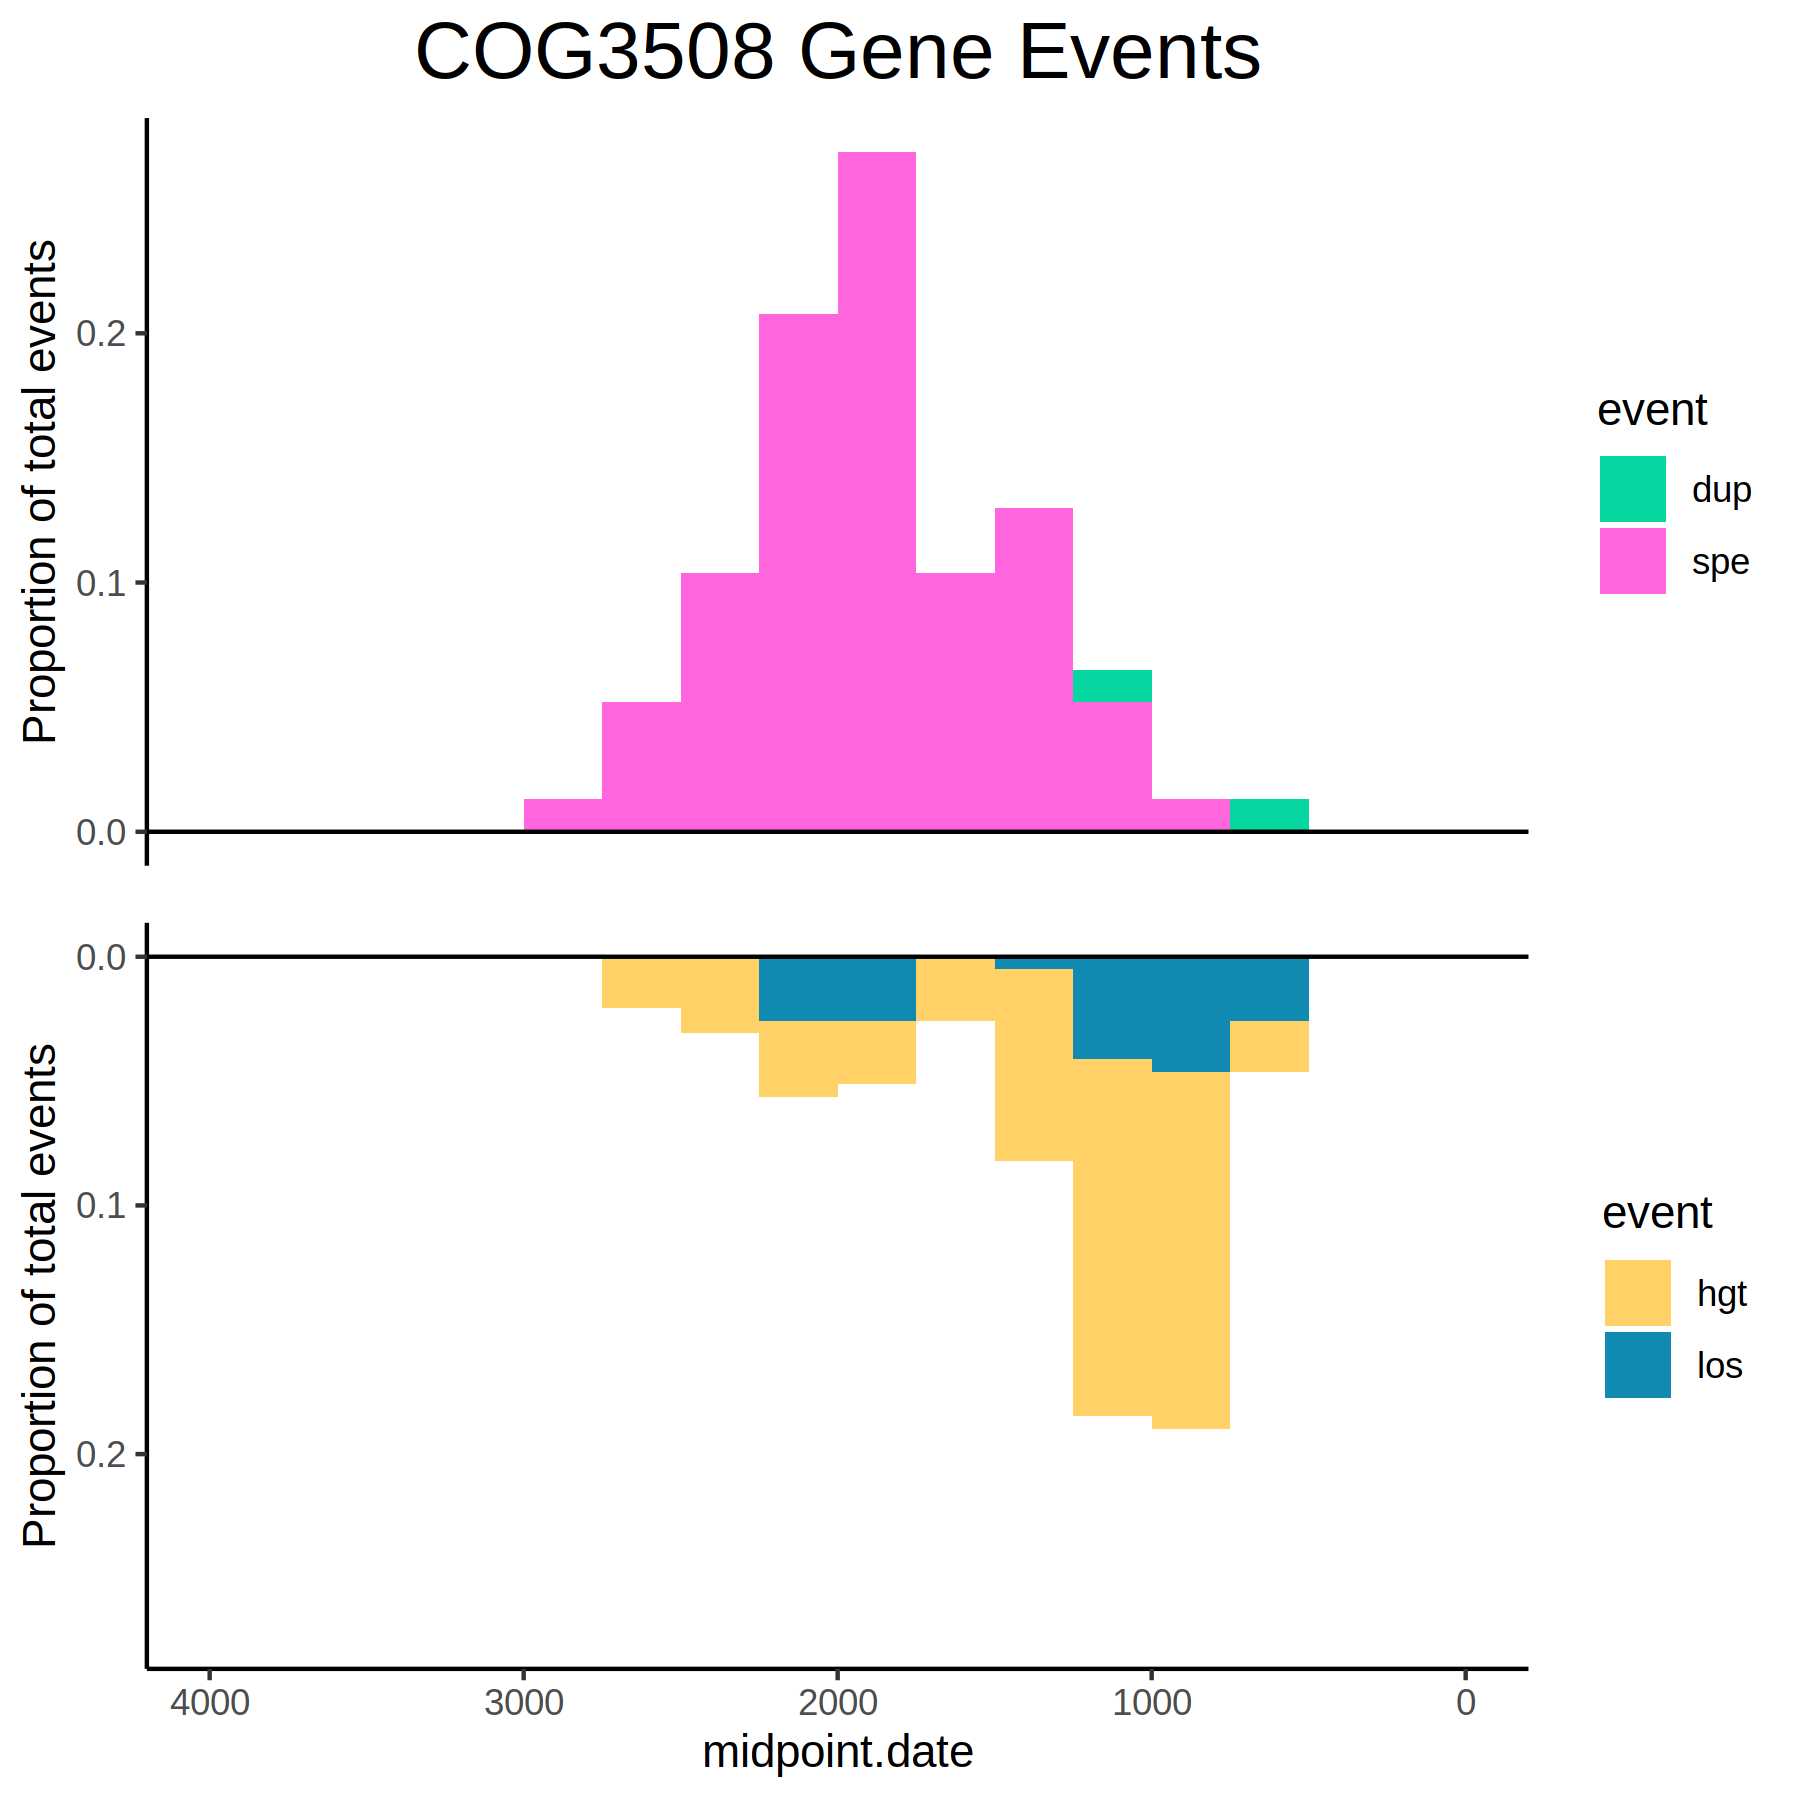 COG3508 Gene Events
Proportion of total events
0.2
0.1
0.0
event
dup
spe
Proportion of total events
0.0
0.1
0.2
event
hgt
los
4000 3000 2000 1000 0
midpoint.date